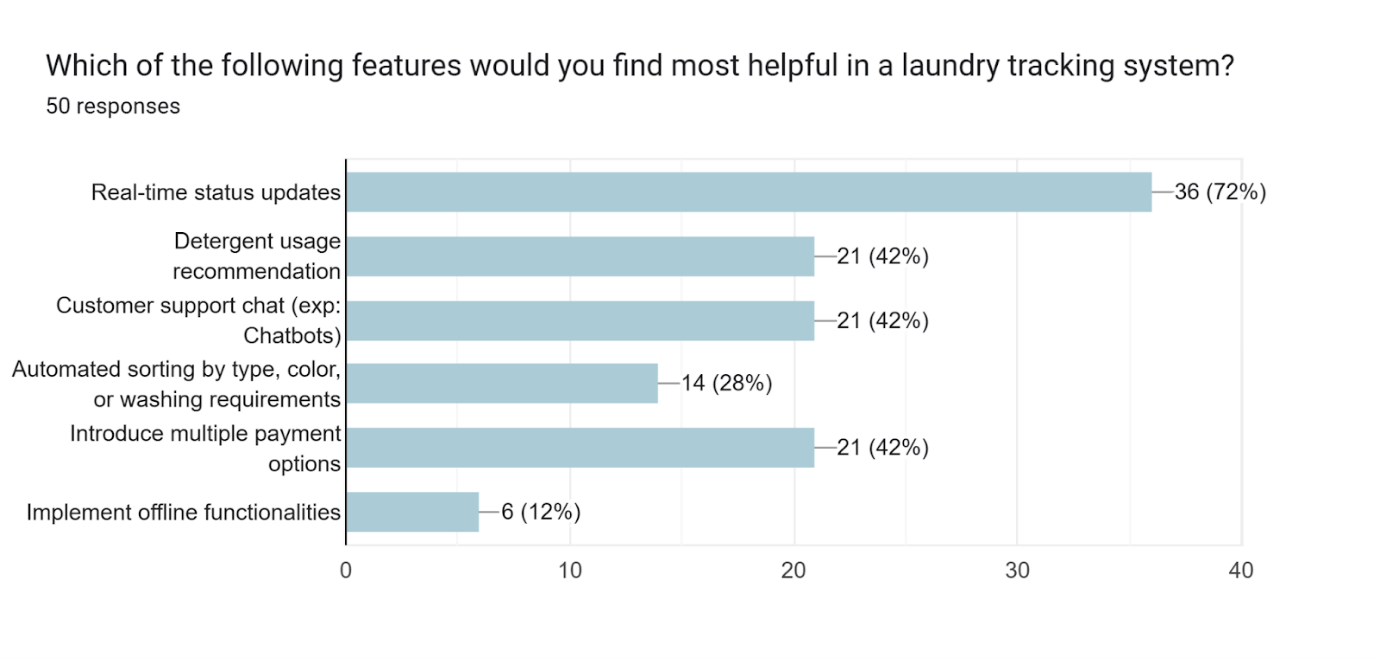 Which of the following features would you find most helpful in a laundry tracking system?
50 responses
Real-time status updates
36 (72%)
Detergent usage
recommendation
21 (42%)
Customer support chat (exp:
Chatbots)
21 (42%)
Automated sorting by type, color,
or washing requirements
14 (28%)
Introduce multiple payment
options
21 (42%)
Implement offline functionalities
6 (12%)
0 10 20 30 40